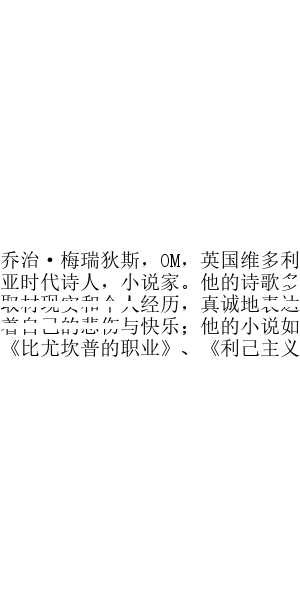 乔治·梅瑞狄斯，OM，英国维多利
亚时代诗人，小说家。他的诗歌多
取材现实和个人经历，真诚地表达
着自己的悲伤与快乐；他的小说如
《比尤坎普的职业》、《利己主义